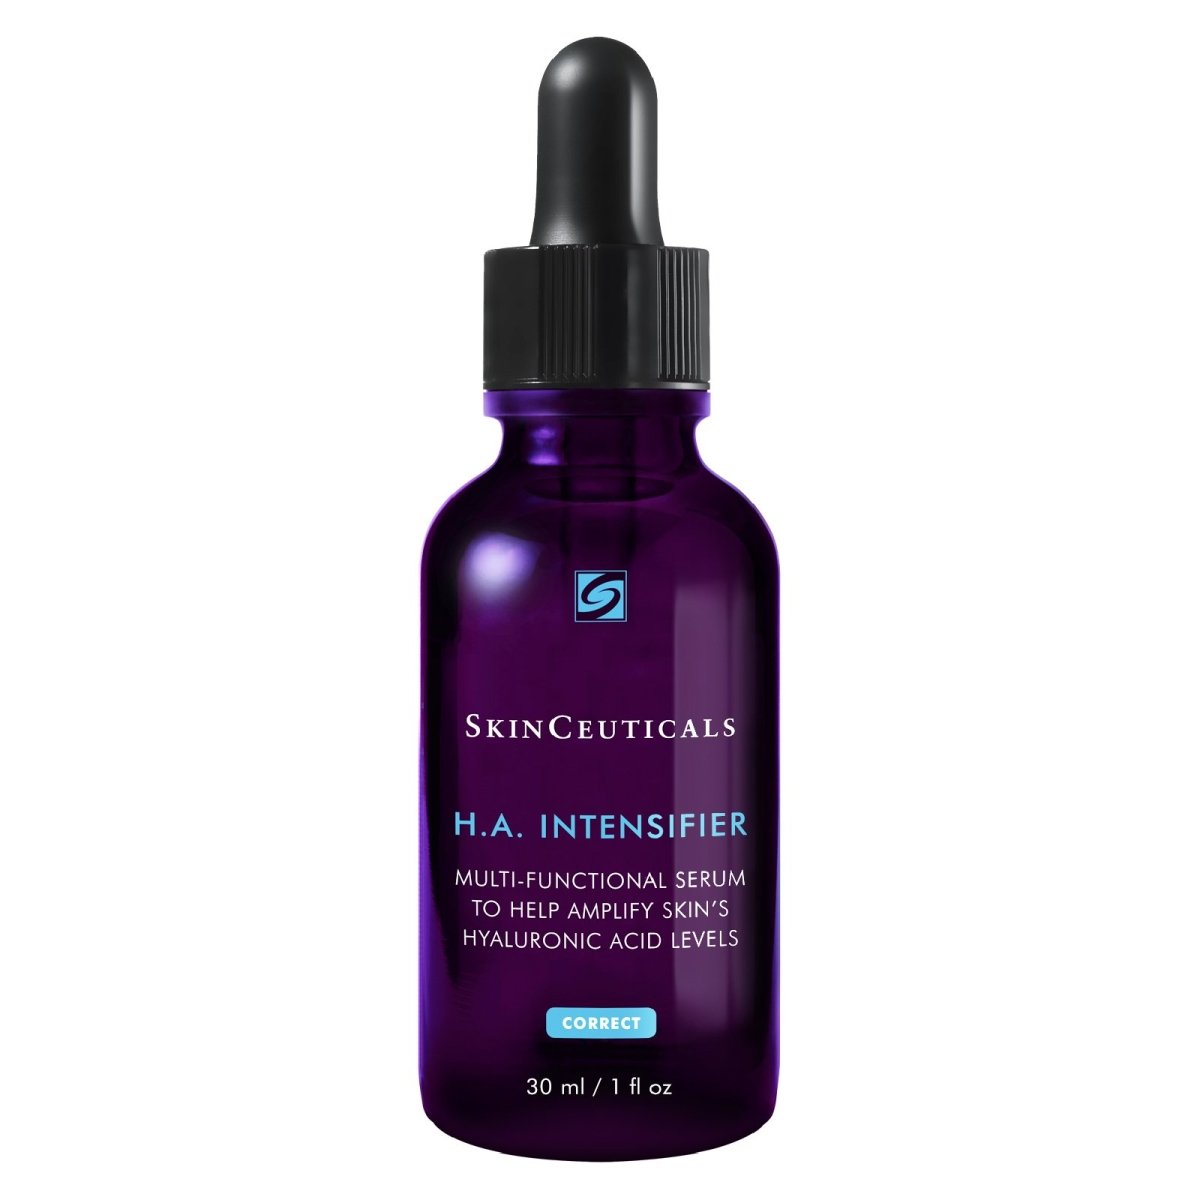 SKINCEUTICALS
H.A. INTENSIFIER
MULTI-FUNCTIONAL SERUM
TO HELP AMPLIFY SKIN'S
HYALURONIC ACID LEVELS
CORRECT
30 ml / 1 fl oz